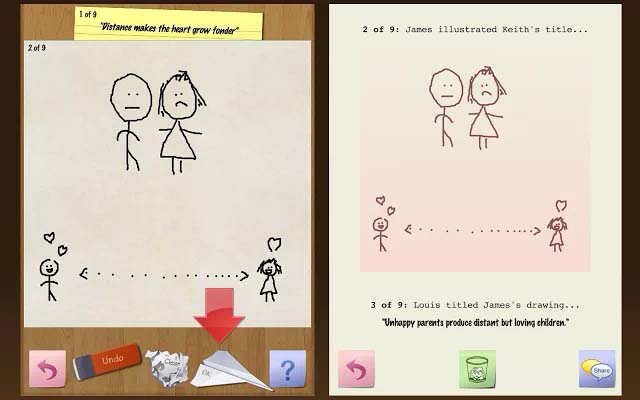 1 of 9
"Distance makes the heart grow fonder"
2 of 9
Undo
Clear
OK
?
2 of 9: James illustrated Keith's title...
3 of 9: Louis titled James's drawing...
"Unhappy parents produce distant but loving children."
Share